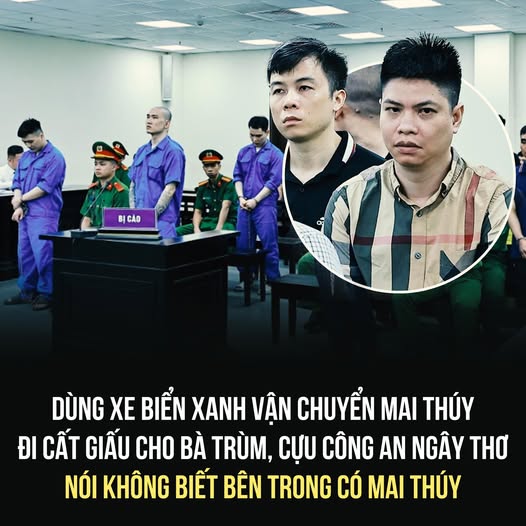 BỊ CÁO
DÙNG XE BIỂN XANH VẬN CHUYỂN MAI THÚY
ĐI CẤT GIẤU CHO BÀ TRÙM, CỰU CÔNG AN NGÂY THƠ
NÓI KHÔNG BIẾT BÊN TRONG CÓ MAI THÚY